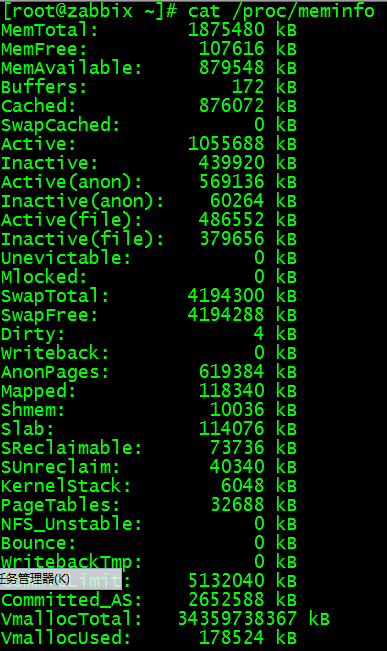 [root@zabbix ~]# cat /proc/meminfo
MemTotal: 1875480 kB
MemFree: 107616 kB
MemAvailable: 879548 kB
Buffers: 172 kB
Cached: 876072 kB
SwapCached: 0 kB
Active: 1055688 kB
Inactive: 439920 kB
Active(anon): 569136 kB
Inactive(anon): 60264 kB
Active(file): 486552 kB
Inactive(file): 379656 kB
Unevictable: 0 kB
Mlocked: 0 kB
SwapTotal: 4194300 kB
SwapFree: 4194288 kB
Dirty: 4 kB
Writeback: 0 kB
AnonPages: 619384 kB
Mapped: 118340 kB
Shmem: 10036 kB
Slab: 114076 kB
SReclaimable: 73736 kB
SUnreclaim: 40340 kB
KernelStack: 6048 kB
PageTables: 32688 kB
NFS_Unstable: 0 kB
Bounce: 0 kB
WritebackTmp: 0 kB
任务管理器(K) Limit: 5132040 kB
Committed_AS: 2652588 kB
VmallocTotal: 34359738367 kB
VmallocUsed: 178524 kB